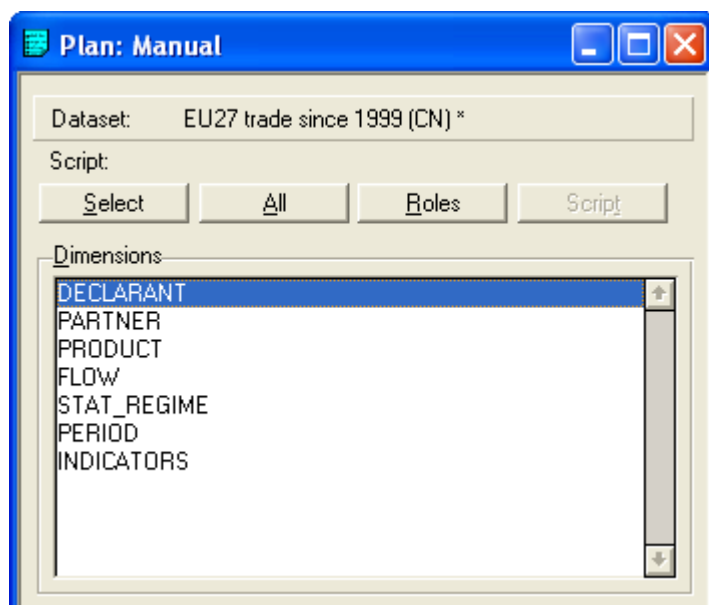 Plan: Manual
Dataset: EU27 trade since 1999 (CN) *
Script:
Select All Roles Script
Dimensions
DECLARANT
PARTNER
PRODUCT
FLOW
STAT_REGIME
PERIOD
INDICATORS